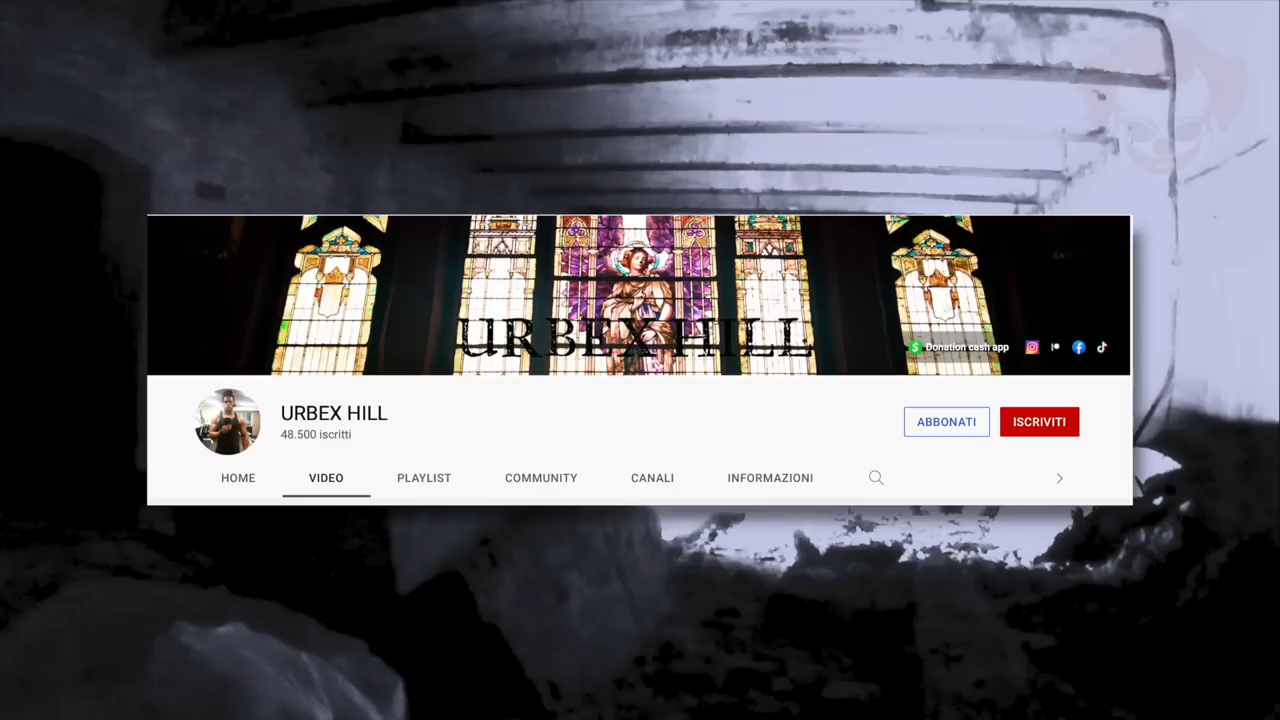 URBEX HILL
Donation cash app
URBEX HILL
48.500 iscritti
ABBONATI
ISCRIVITI
HOME
VIDEO
PLAYLIST
COMMUNITY
CANALI
INFORMAZIONI